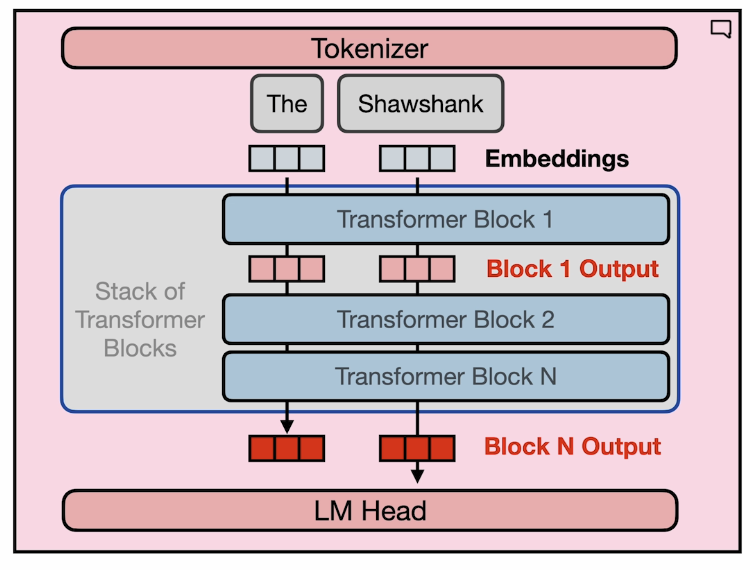 Tokenizer
The
Shawshank
Embeddings
Transformer Block 1
Block 1 Output
Stack of
Transformer
Blocks
Transformer Block 2
Transformer Block N
Block N Output
LM Head